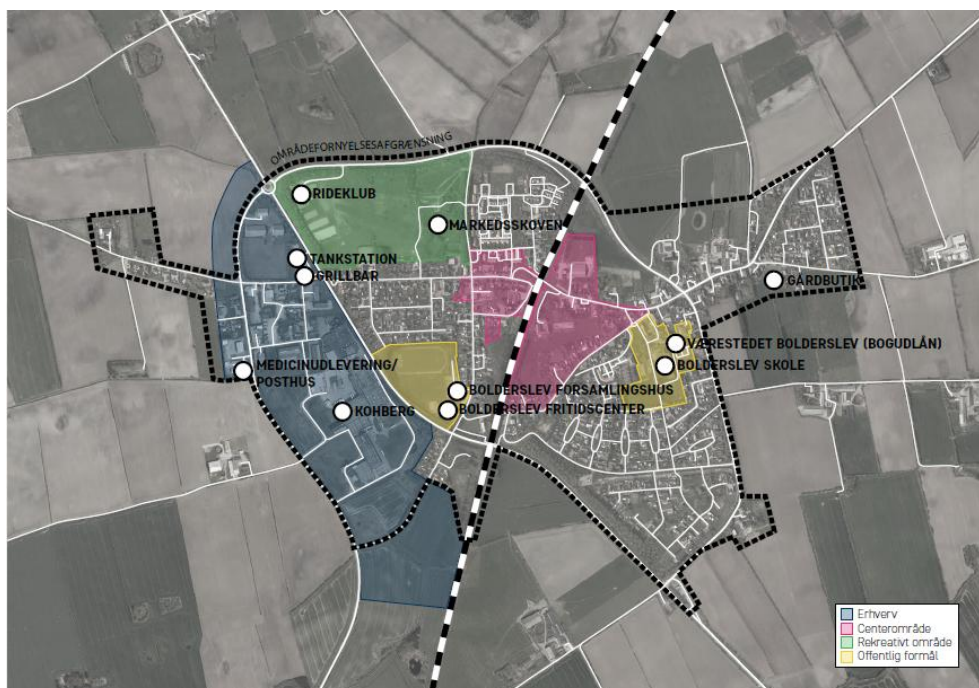 OMRÅDEFORNYELSESAFGRÆNSNING
RIDEKLUB
MARKEDSSKOVEN
TANKSTATION
GRILLBAR
GÅRDBUTIK
VÆRESTEDET BOLDERSLEV (BOGUDLÅN)
BOLDERSLEV SKOLE
MEDICINUDLEVERING/
POSTHUS
BOLDERSLEV FORSAMLINGSHUS
BOLDERSLEV FRITIDSCENTER
KOHBERG
Erhverv
Centerområde
Rekreativt område
Offentlig formål